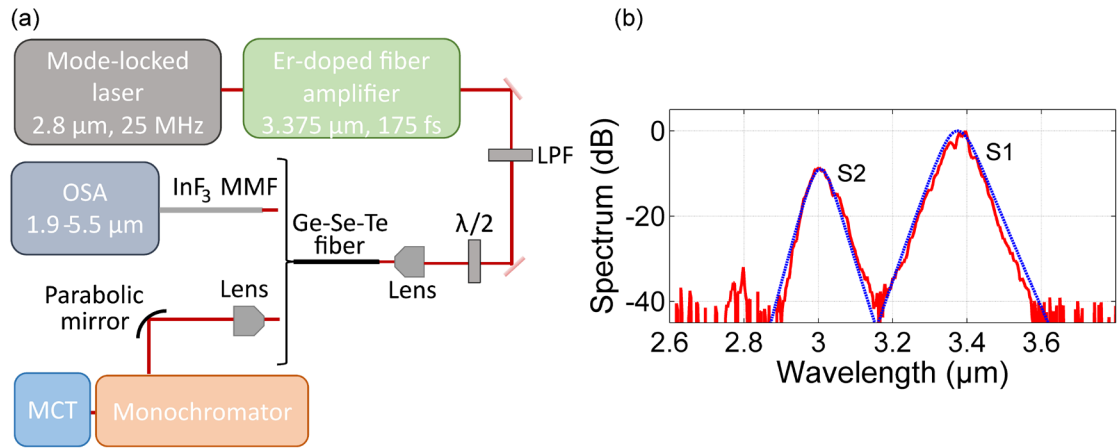 (a)
Mode-locked
laser
2.8 µm, 25 MHz
Er-doped fiber
amplifier
3.375 µm, 175 fs
LPF
OSA
1.9-5.5 µm
InF3 MMF
Ge-Se-Te
fiber
λ/2
Lens
Parabolic
mirror
Lens
MCT
Monochromator
(b)
Spectrum (dB)
0
-20
-40
S2
S1
2.6 2.8 3 3.2 3.4 3.6
Wavelength (µm)